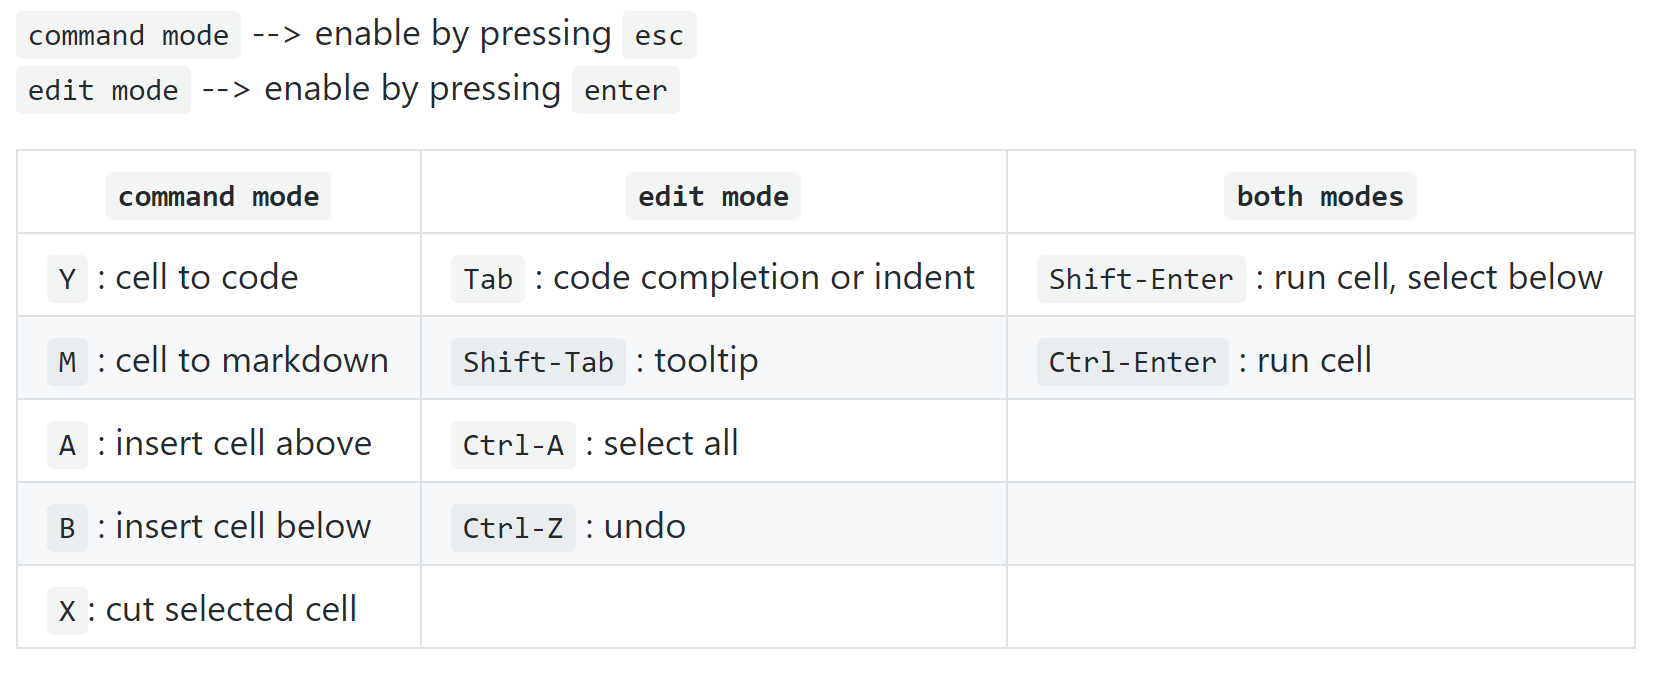 command mode --> enable by pressing esc
edit mode --> enable by pressing enter
command mode edit mode both modes
Y : cell to code Tab : code completion or indent Shift-Enter : run cell, select below
M : cell to markdown Shift-Tab : tooltip Ctrl-Enter : run cell
A : insert cell above Ctrl-A : select all
B : insert cell below Ctrl-Z : undo
X : cut selected cell